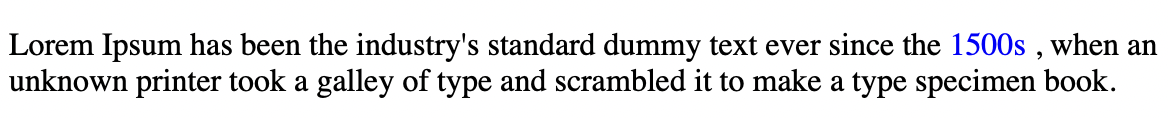 Lorem Ipsum has been the industry's standard dummy text ever since the 1500s , when an
unknown printer took a galley of type and scrambled it to make a type specimen book.